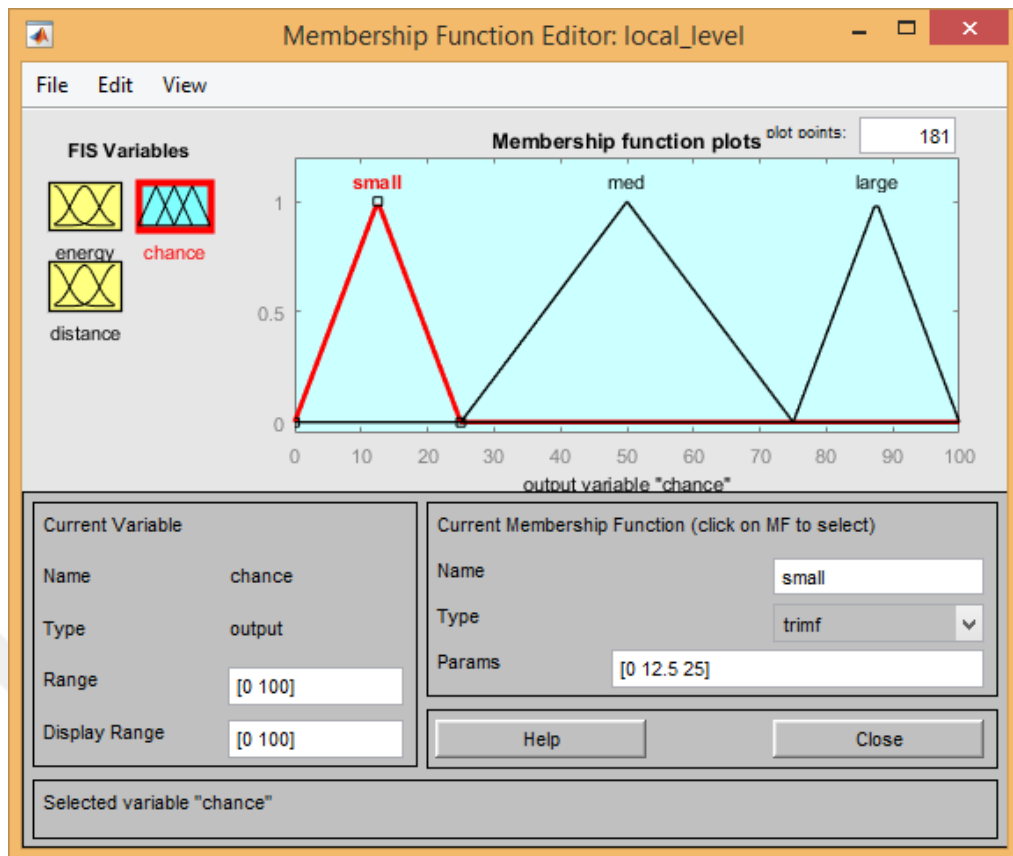 Membership Function Editor: local_level
File Edit View
FIS Variables
energy
chance
distance
Membership function plots
plot points:
181
small
med
large
1
0.5
0
0 10 20 30 40 50 60 70 80 90 100
output variable "chance"
Current Variable
Name chance
Type output
Range [0 100]
Display Range [0 100]
Current Membership Function (click on MF to select)
Name small
Type trimf
Params [0 12.5 25]
Help Close
Selected variable "chance"